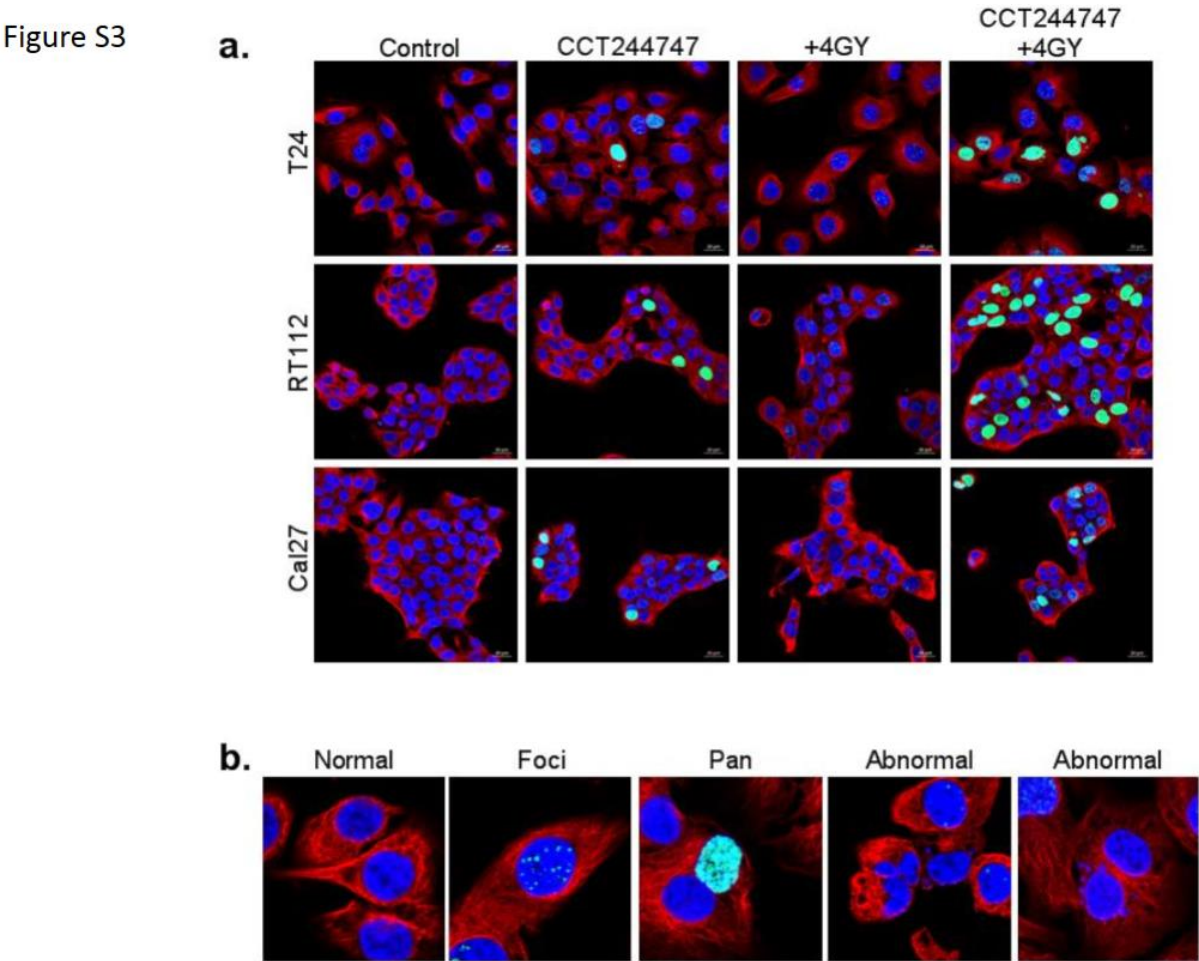 Figure S3
a.
Control
CCT244747
+4GY
CCT244747
+4GY
T24
RT112
Cal27
b.
Normal
Foci
Pan
Abnormal
Abnormal